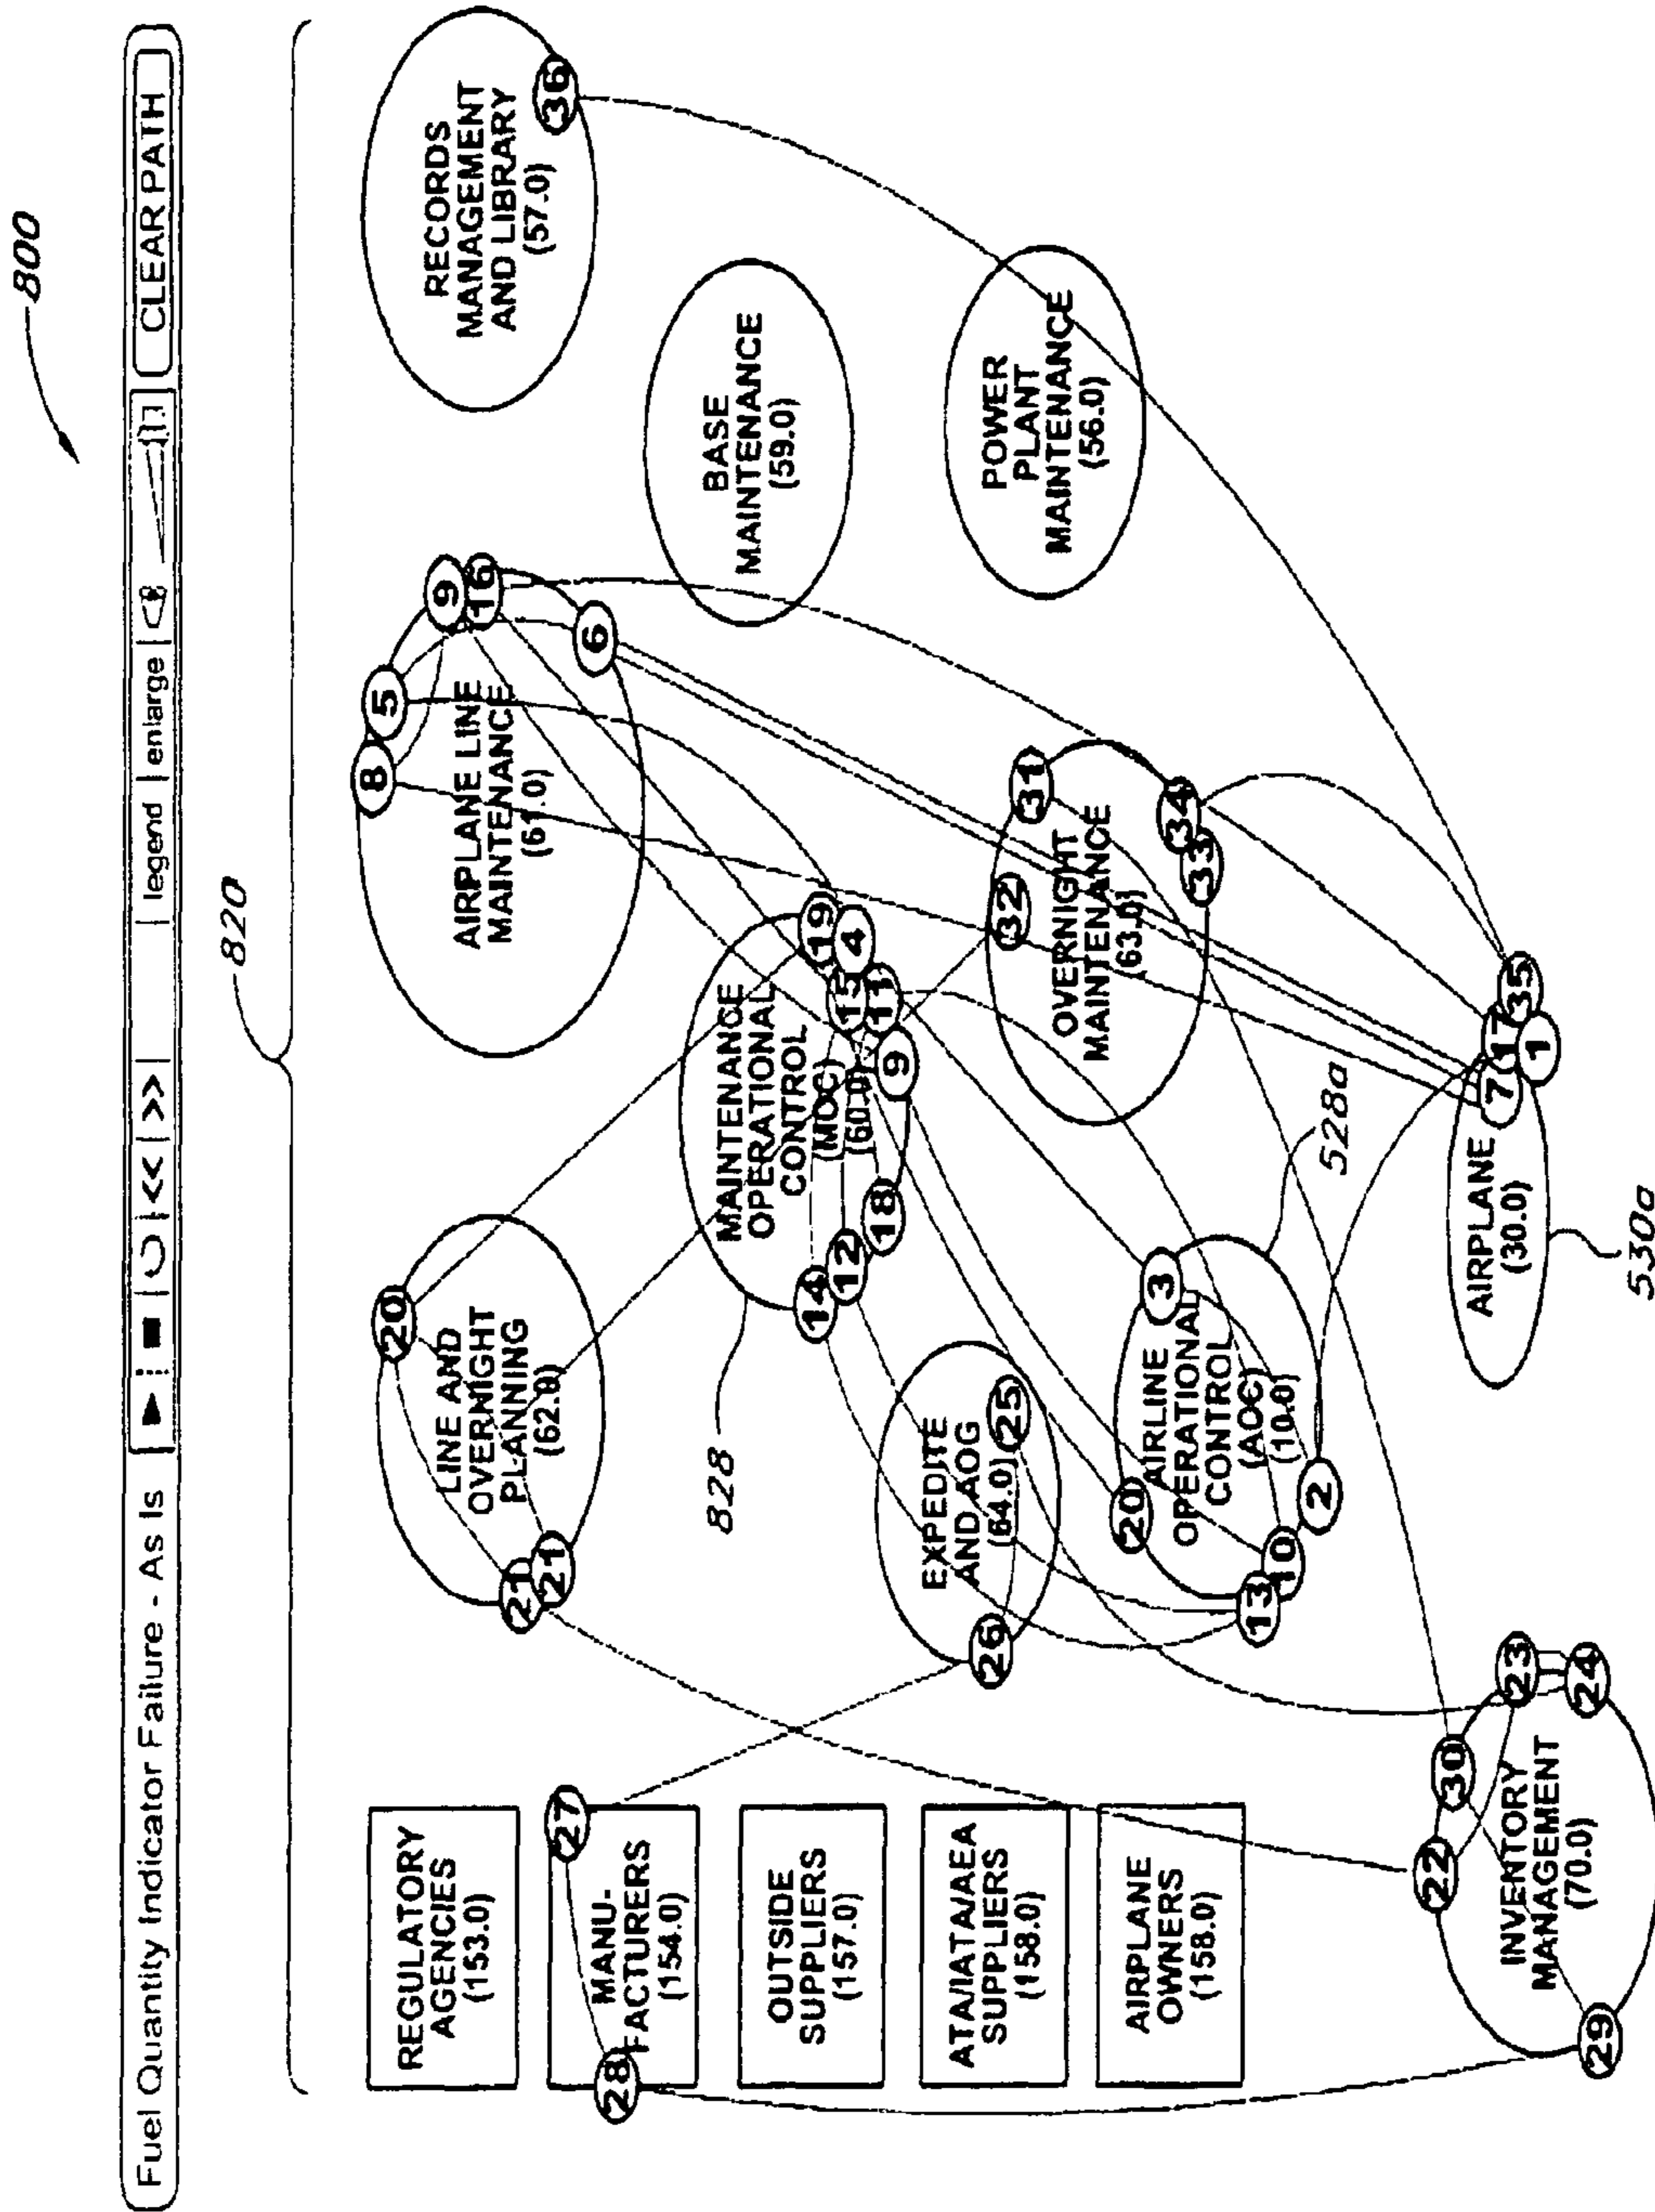 800
Fuel Quantity Indicator Failure - As Is
<< | >> |
| legend | enlarge |
CLEAR PATH
820
REGULATORY
AGENCIES
(153.0)
MANU-
FACTURERS
(154.0)
27
28
OUTSIDE
SUPPLIERS
(157.0)
ATA/IATA/AEA
SUPPLIERS
(158.0)
AIRPLANE
OWNERS
(158.0)
LINE AND
OVERNIGHT
PLANNING
(62.0)
20
21
21
828
EXPEDITE
AND AOG
(64.0)
25
26
AIRLINE
OPERATIONAL
CONTROL
(AOC)
(10.0)
20
3
13
10
2
528a
INVENTORY
MANAGEMENT
(70.0)
22
30
23
24
29
AIRPLANE LINE
MAINTENANCE
(61.0)
8
5
9
16
6
MAINTENANCE
OPERATIONAL
CONTROL
(MOC)
(60.0)
14
12
18
9
11
15
4
19
OVERNIGHT
MAINTENANCE
(63.0)
32
31
34
33
AIRPLANE
(30.0)
7
17
1
35
530a
RECORDS
MANAGEMENT
AND LIBRARY
(57.0)
36
BASE
MAINTENANCE
(59.0)
POWER
PLANT
MAINTENANCE
(56.0)